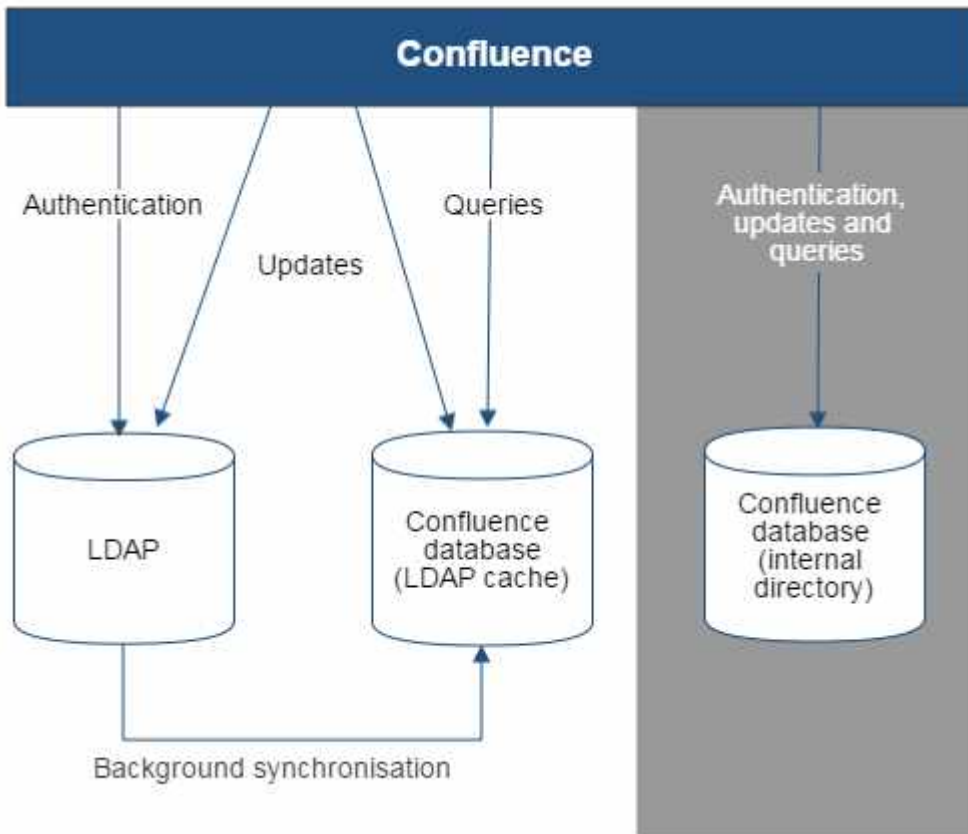 Confluence
Authentication
Updates
Queries
Authentication,
updates and
queries
LDAP
Confluence
database
(LDAP cache)
Confluence
database
(internal
directory)
Background synchronisation